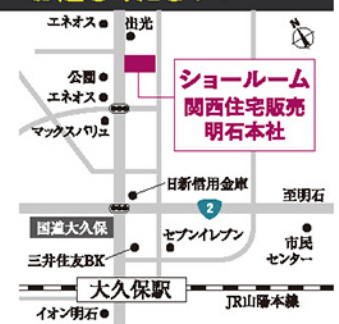 エネオス
出光
N
公園
エネオス
マックスバリュ
ショールーム
関西住宅販売
明石本社
日新信用金庫
至明石
2
国道大久保
三井住友BK
セブンイレブン
市民
センター
大久保駅
JR山陽本線
イオン明石